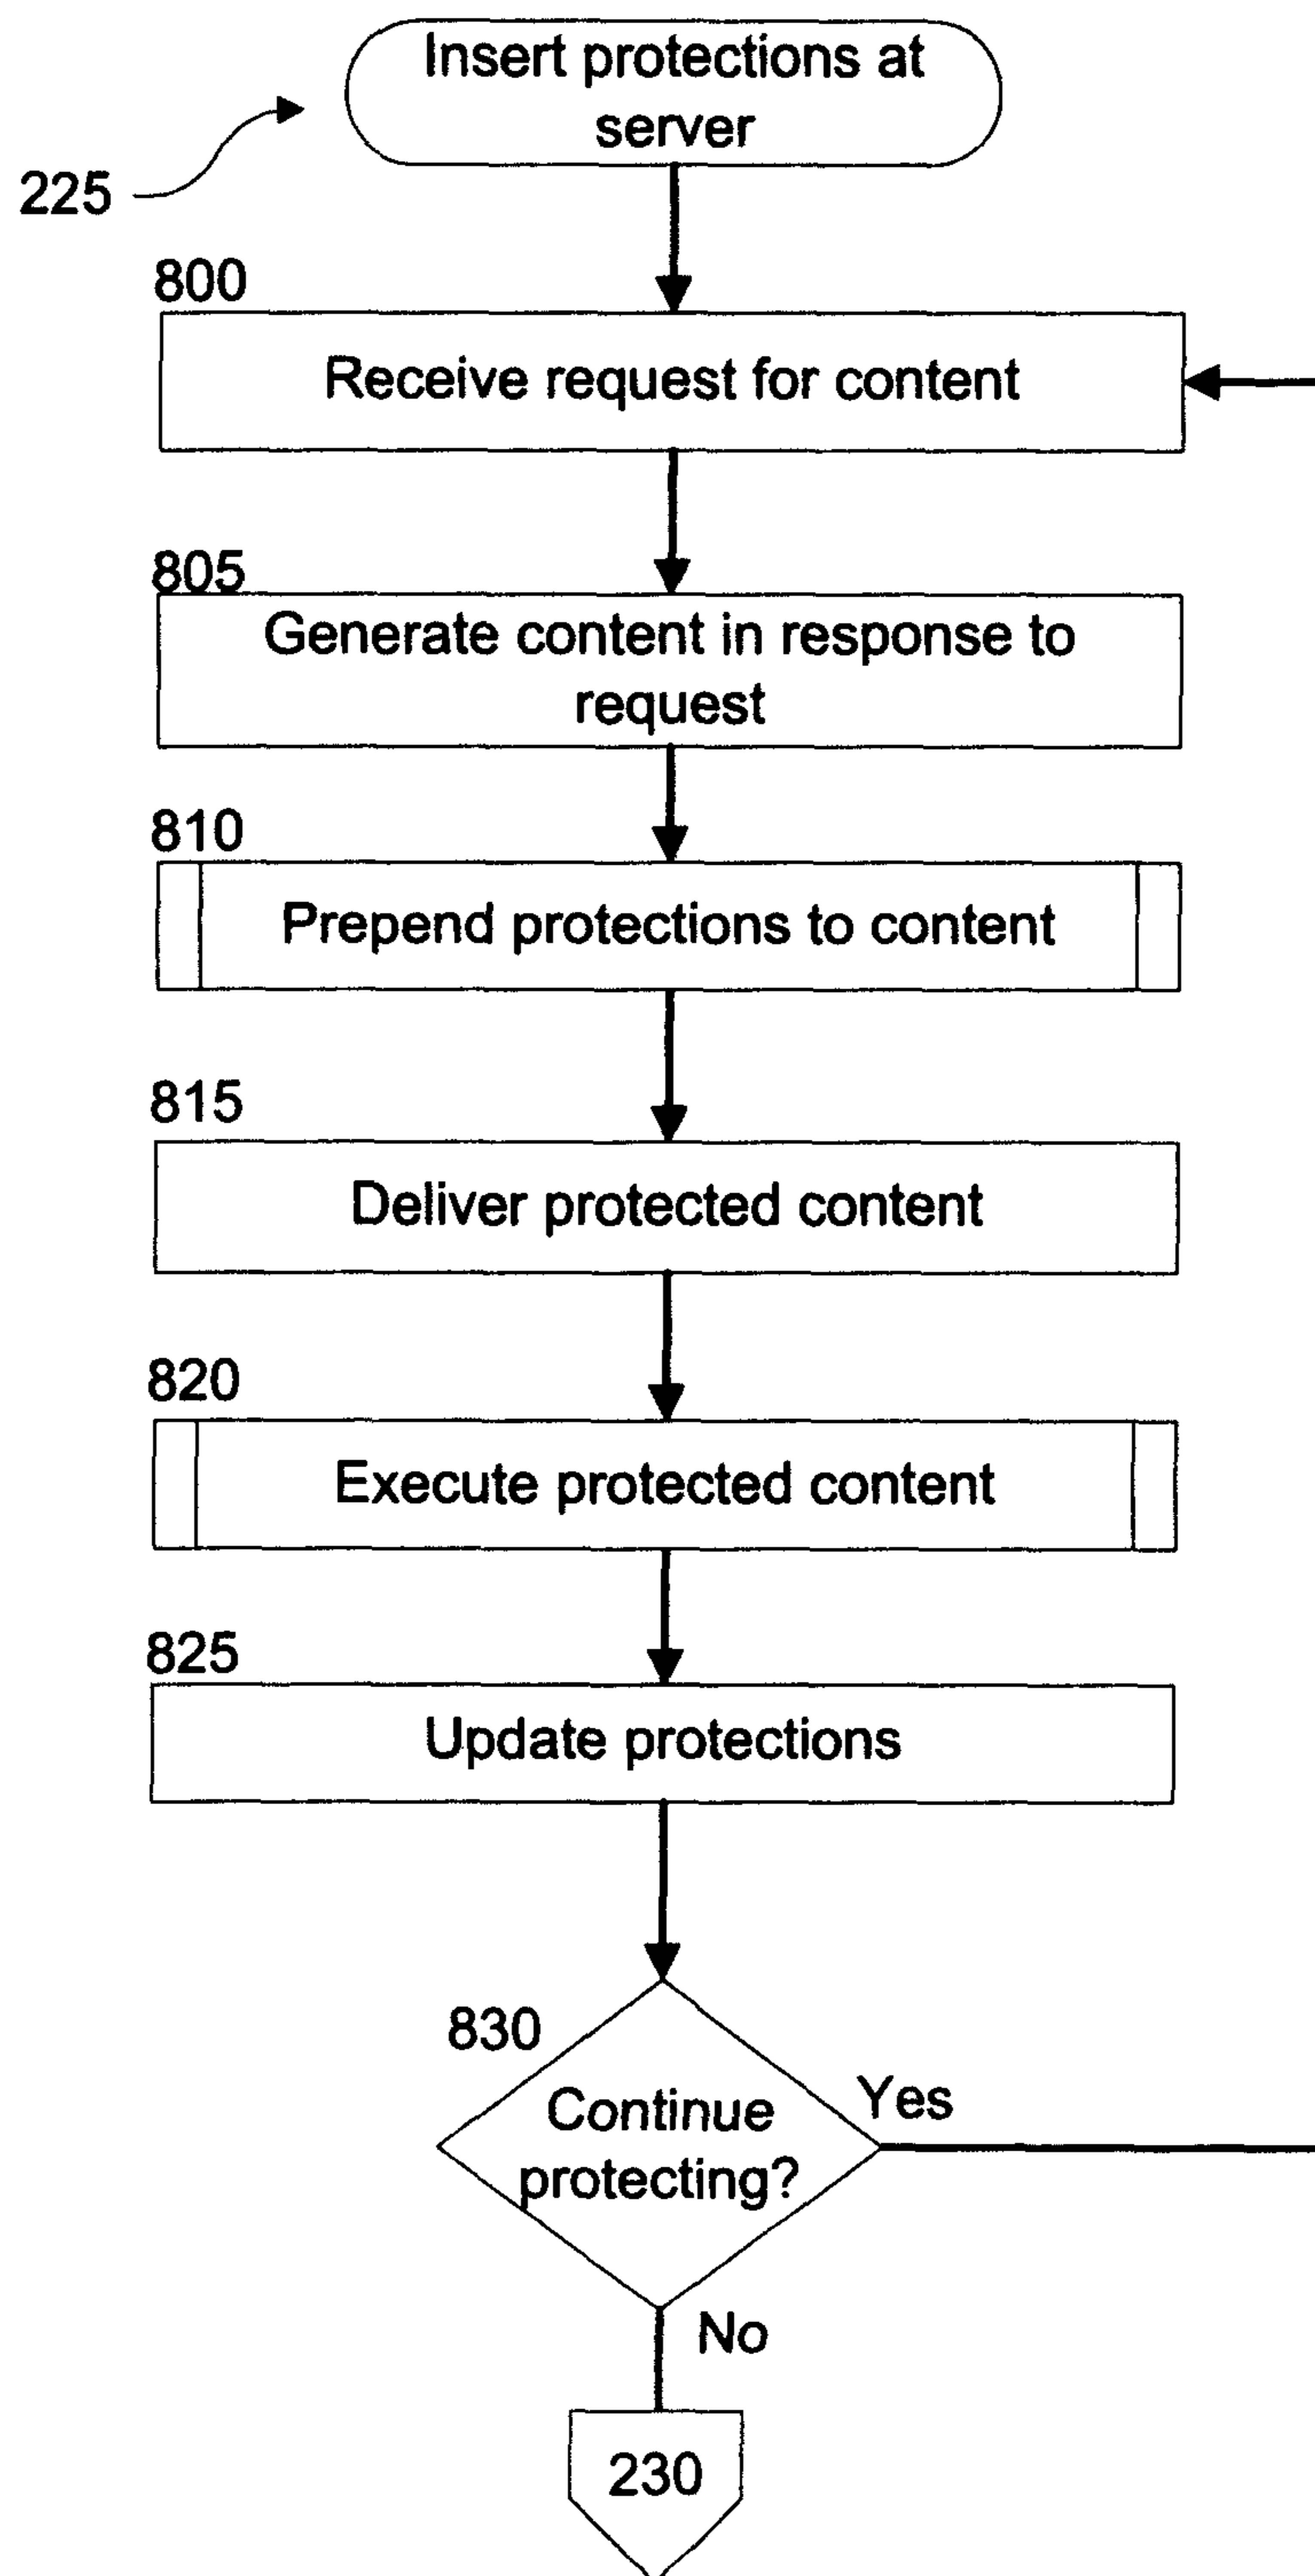 Insert protections at
server
225
800
Receive request for content
805
Generate content in response to
request
810
Prepend protections to content
815
Deliver protected content
820
Execute protected content
825
Update protections
830
Continue
protecting?
Yes
No
230